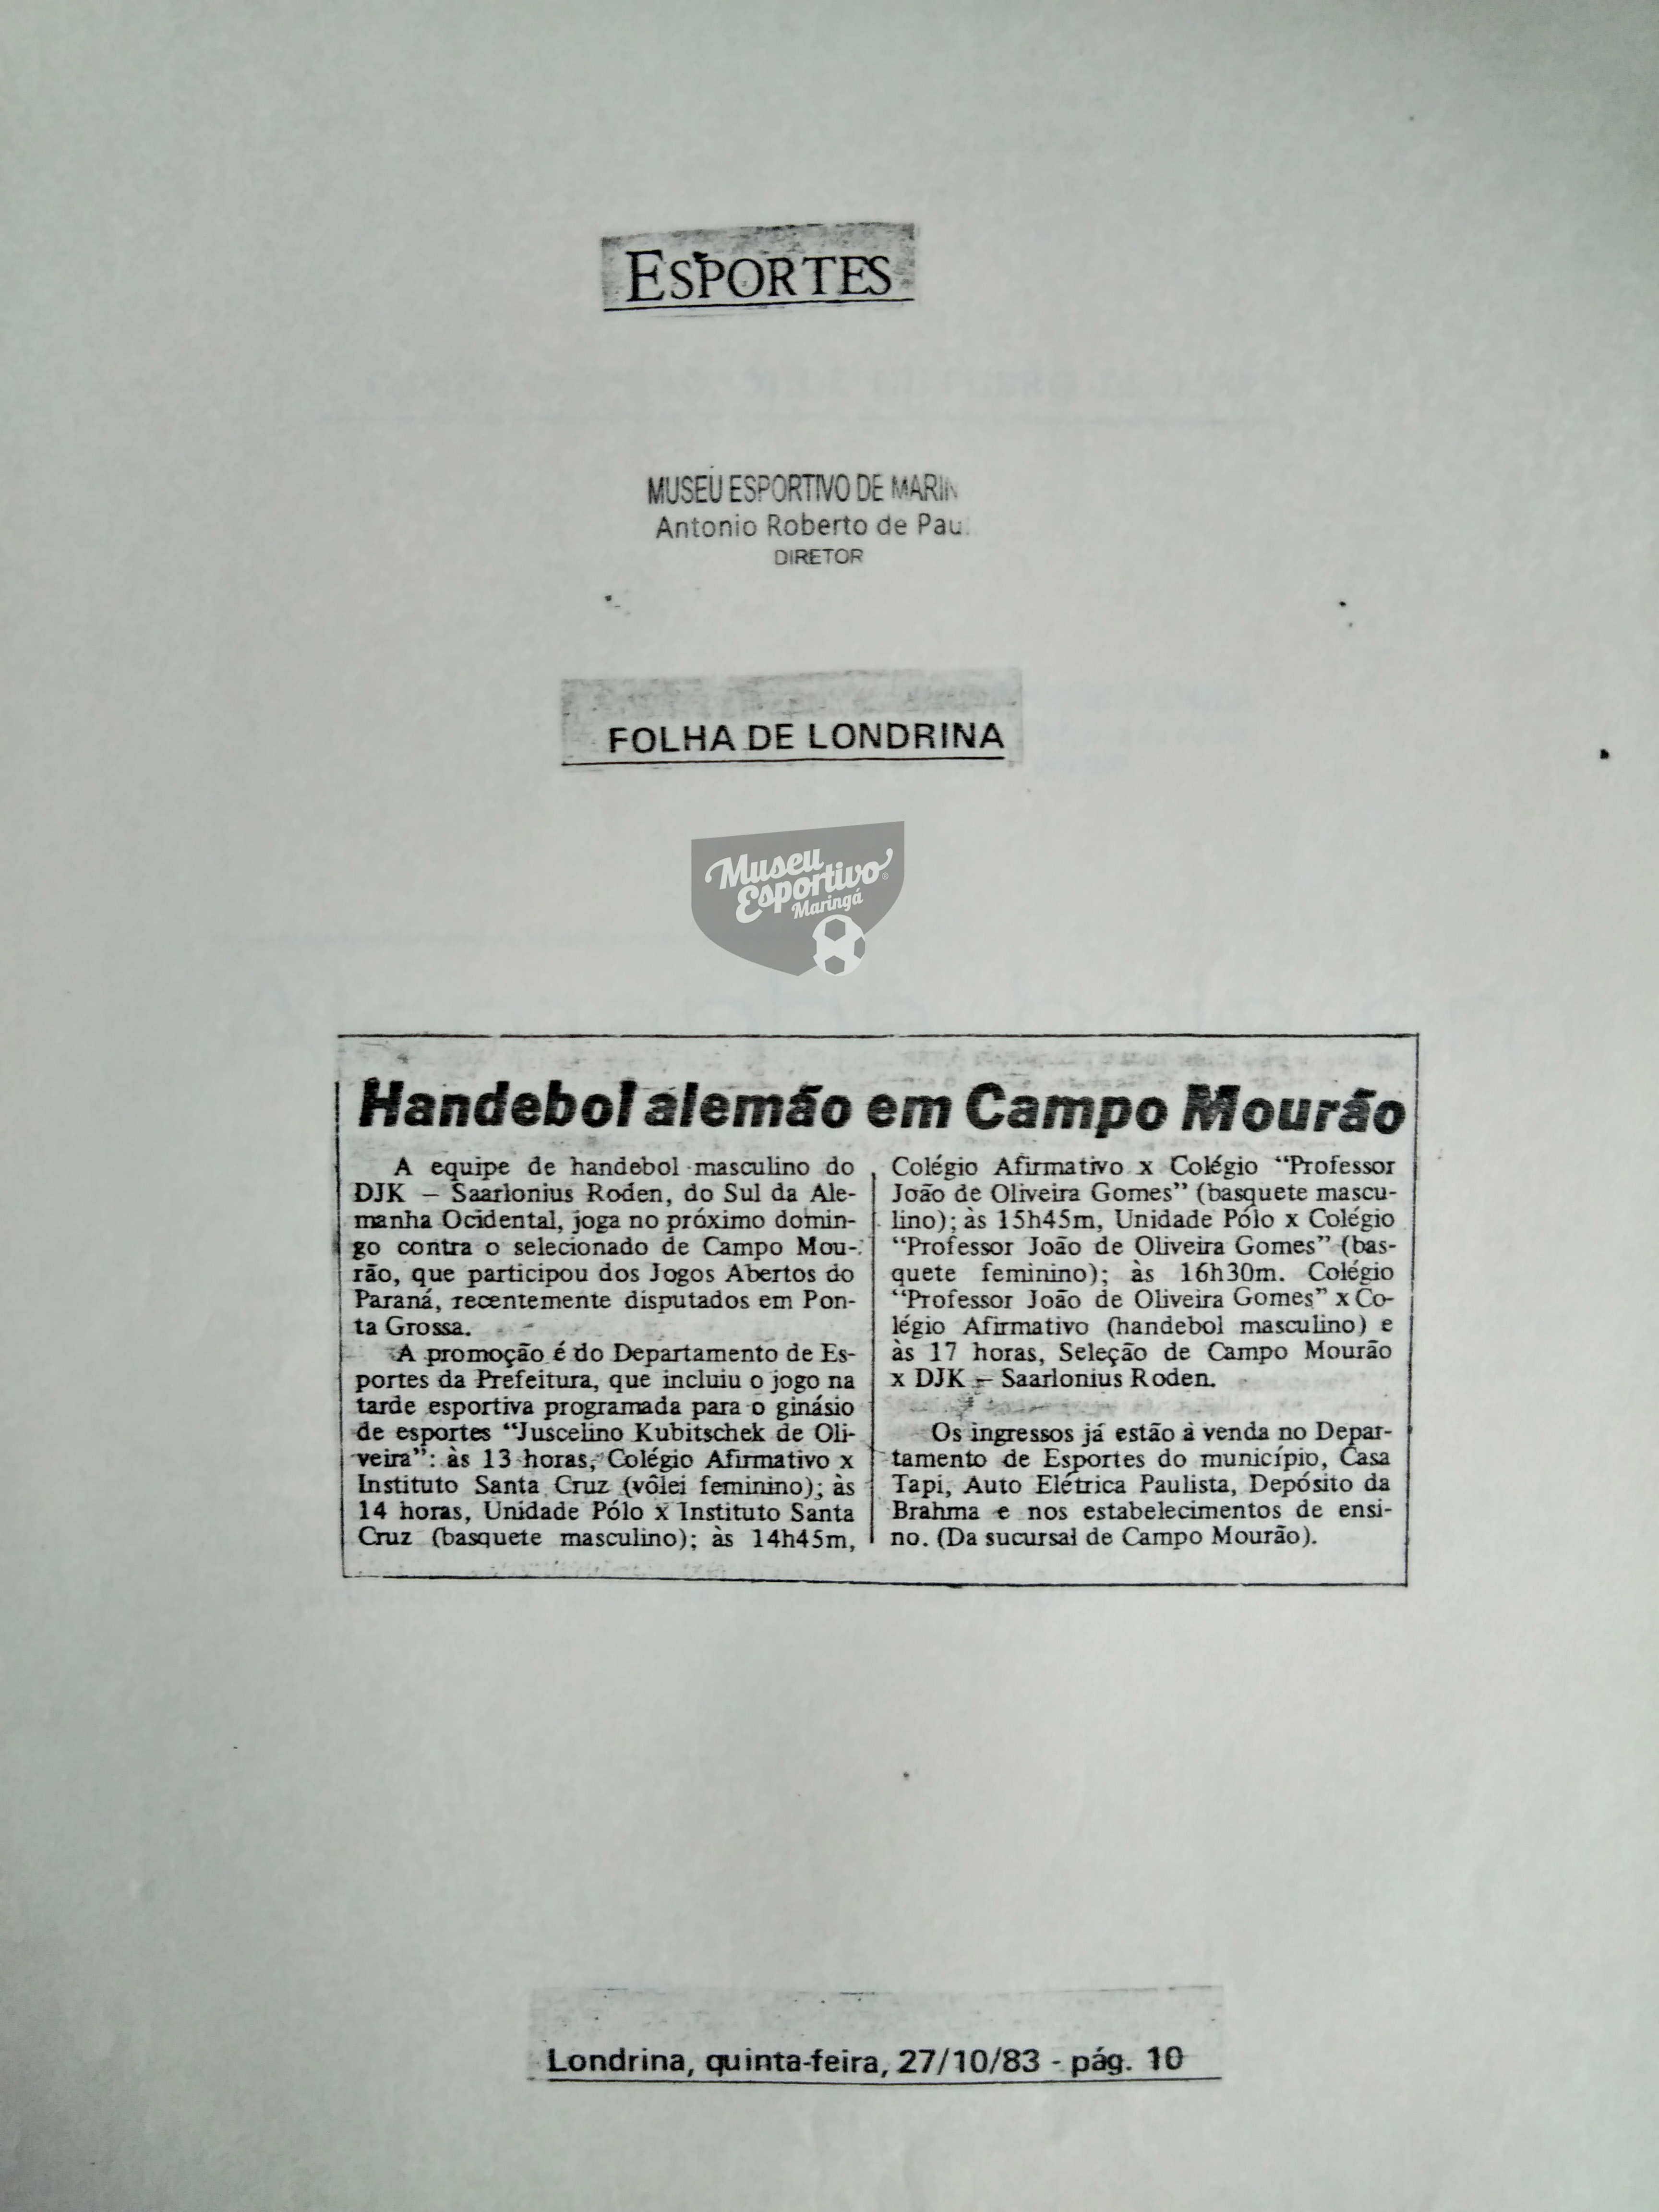 ESPORTES
MUSEU ESPORTIVO DE
Antonio Roberto de
DIRETOR
FOLHA DE LONDRINA
Museu
Esportivo®
Maringá
Handebol alemão em Campo Mourão
A equipe de handebol masculino do
DJK – Saarlonius Roden, do Sul da Ale-
manha Ocidental, joga no próximo domin-
go contra o selecionado de Campo Mou-
rão, que participou dos Jogos Abertos do
Paraná, recentemente disputados em Pon-
ta Grossa.
A promoção é do Departamento de Es-
portes da Prefeitura, que incluiu o jogo na
tarde esportiva programada para o ginásio
de esportes “Juscelino Kubitschek de Oli-
veira”: às 13 horas, Colégio Afirmativo x
Instituto Santa Cruz (vôlei feminino); às
14 horas, Unidade Pólo x Instituto Santa
Cruz (basquete masculino); às 14h45m,
Colégio Afirmativo x Colégio “Professor
João de Oliveira Gomes” (basquete mascu-
lino); às 15h45m, Unidade Pólo x Colégio
“Professor João de Oliveira Gomes” (bas-
quete feminino); às 16h30m. Colégio
“Professor João de Oliveira Gomes” x Co-
légio Afirmativo (handebol masculino) e
às 17 horas, Seleção de Campo Mourão
x DJK – Saarlonius Roden.
Os ingressos já estão à venda no Depar-
tamento de Esportes do município, Casa
Tapi, Auto Elétrica Paulista, Depósito da
Brahma e nos estabelecimentos de ensi-
no. (Da sucursal de Campo Mourão).
Londrina, quinta-feira, 27/10/83 - pág. 10